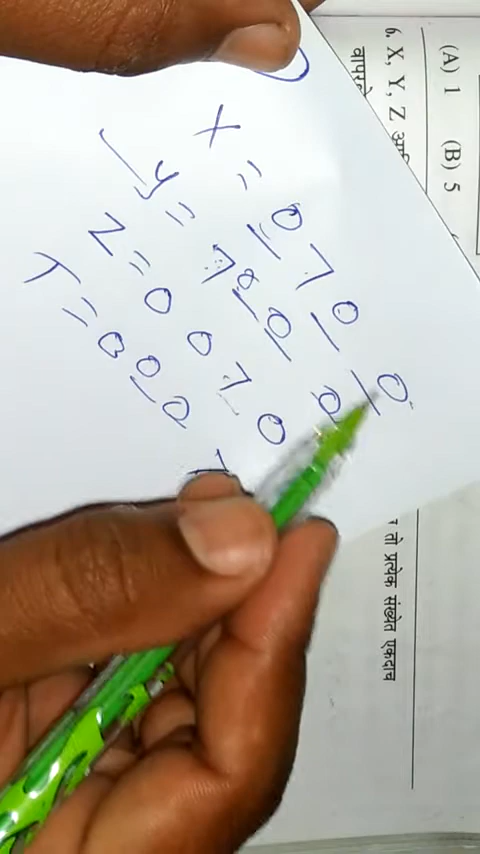 (A) 1 (B) 5
6. X, Y, Z
वापरले
X = 0 7 0 0
Y = 7 0 0 0
Z = 0 0 7 0
T = 0 0 0 7
तो प्रत्येक संख्येत एकदाच